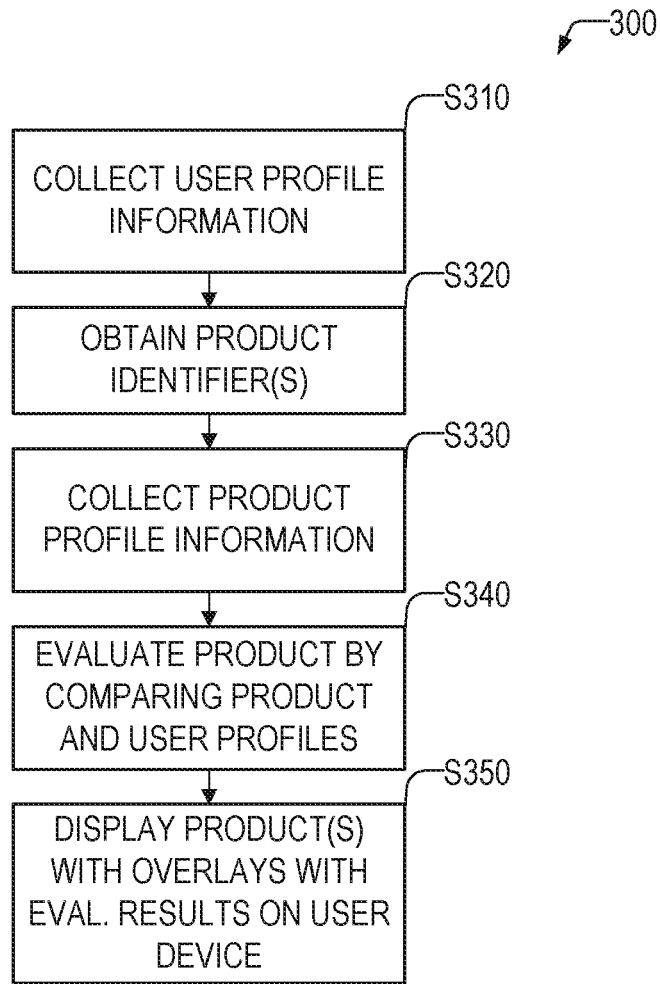 300
S310
COLLECT USER PROFILE
INFORMATION
S320
OBTAIN PRODUCT
IDENTIFIER(S)
S330
COLLECT PRODUCT
PROFILE INFORMATION
S340
EVALUATE PRODUCT BY
COMPARING PRODUCT
AND USER PROFILES
S350
DISPLAY PRODUCT(S)
WITH OVERLAYS WITH
EVAL. RESULTS ON USER
DEVICE